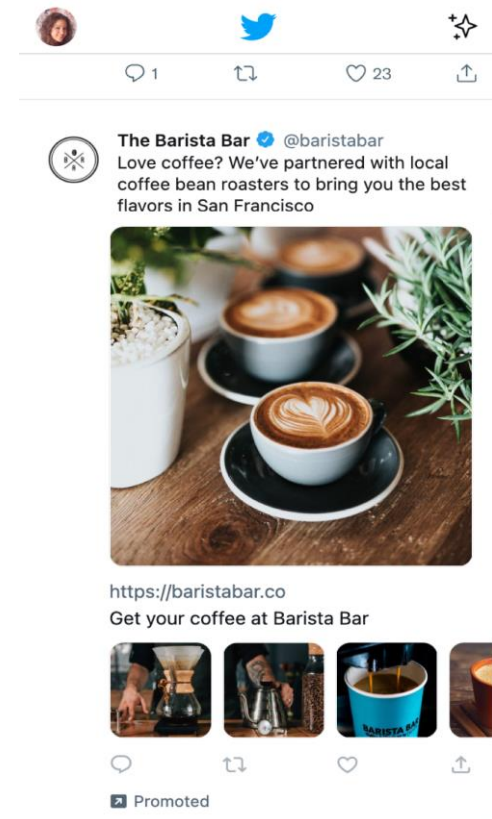 1
23
The Barista Bar @baristabar
Love coffee? We’ve partnered with local
coffee bean roasters to bring you the best
flavors in San Francisco
https://baristabar.co
Get your coffee at Barista Bar
BARISTA BAR
Promoted